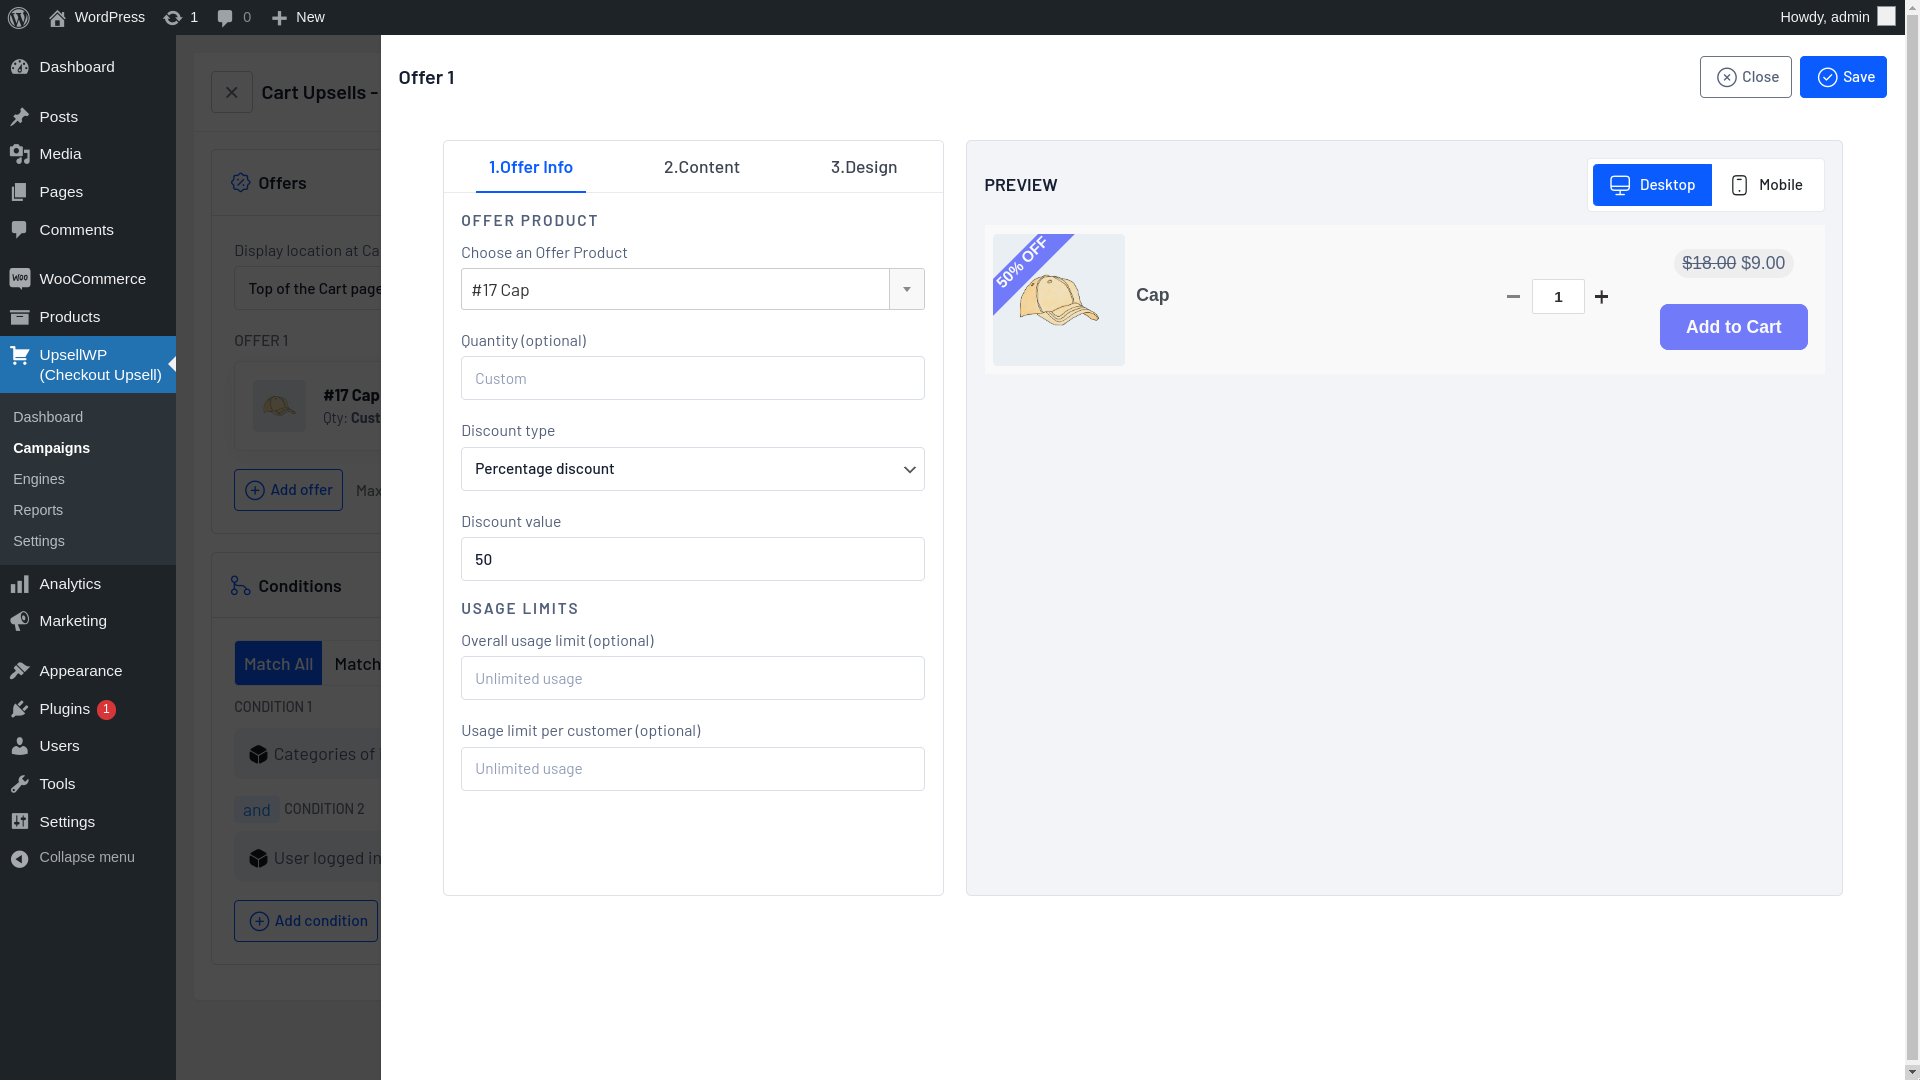 WordPress
1
0
New
Howdy, admin
Dashboard
Posts
Media
Pages
Comments
WooCommerce
Products
UpsellWP
(Checkout Upsell)
Dashboard
Campaigns
Engines
Reports
Settings
Analytics
Marketing
Appearance
Plugins 1
Users
Tools
Settings
Collapse menu
Cart Upsells -
Offers
Display location at Ca
Top of the Cart page
OFFER 1
#17 Cap
Qty: Cust
Add offer
Max
Conditions
Match All
Match
CONDITION 1
Categories of
and
CONDITION 2
User logged in
Add condition
Offer 1
Close
Save
1.Offer Info
2.Content
3.Design
OFFER PRODUCT
Choose an Offer Product
#17 Cap
Quantity (optional)
Custom
Discount type
Percentage discount
Discount value
50
USAGE LIMITS
Overall usage limit (optional)
Unlimited usage
Usage limit per customer (optional)
Unlimited usage
PREVIEW
Desktop
Mobile
50% OFF
Cap
1
$18.00 $9.00
Add to Cart